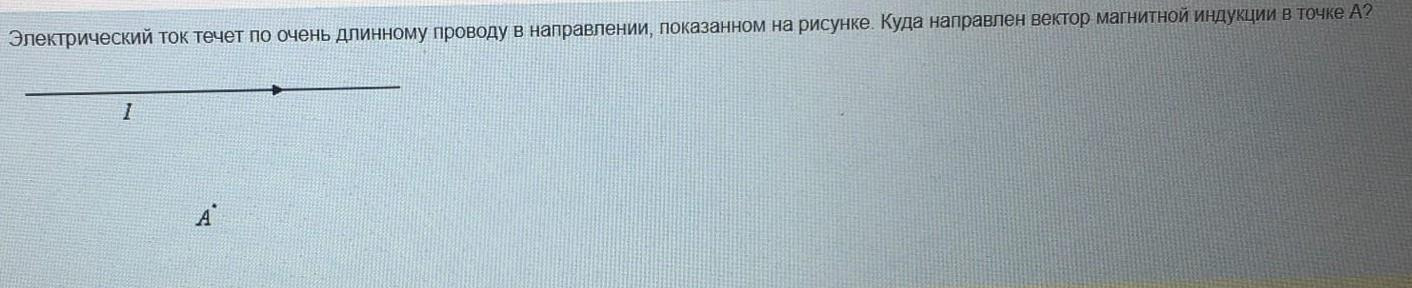 Электрический ток течет по очень длинному проводу в направлении, показанном на рисунке. Куда направлен вектор магнитной индукции в точке А?
I
A